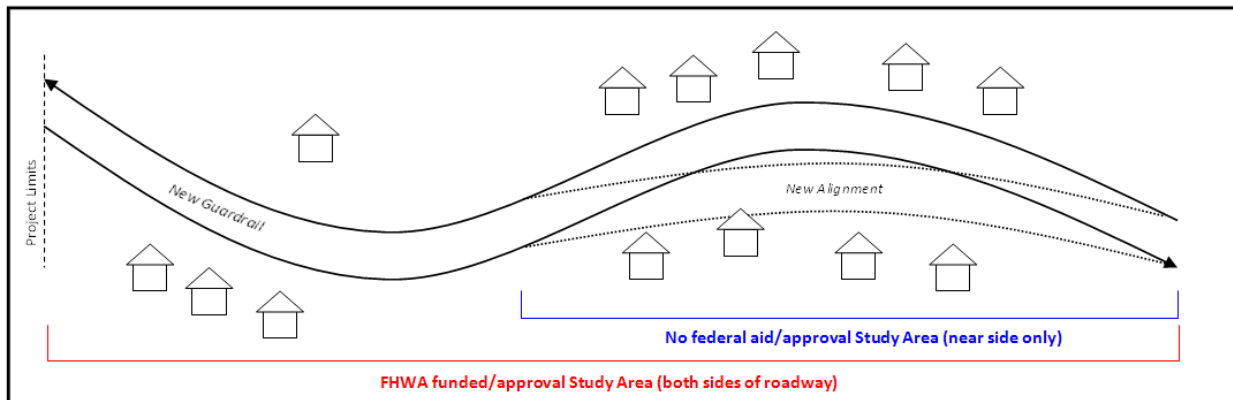 Project Limits
New Guardrail
New Alignment
No federal aid/approval Study Area (near side only)
FHWA funded/approval Study Area (both sides of roadway)